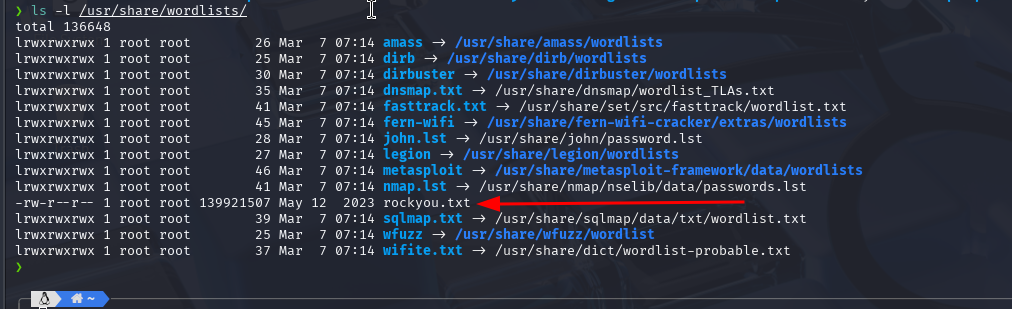 ❯ ls -l /usr/share/wordlists/
total 136648
lrwxrwxrwx 1 root root 26 Mar 7 07:14 amass -> /usr/share/amass/wordlists
lrwxrwxrwx 1 root root 25 Mar 7 07:14 dirb -> /usr/share/dirb/wordlists
lrwxrwxrwx 1 root root 30 Mar 7 07:14 dirbuster -> /usr/share/dirbuster/wordlists
lrwxrwxrwx 1 root root 35 Mar 7 07:14 dnsmap.txt -> /usr/share/dnsmap/wordlist_TLAs.txt
lrwxrwxrwx 1 root root 41 Mar 7 07:14 fasttrack.txt -> /usr/share/set/src/fasttrack/wordlist.txt
lrwxrwxrwx 1 root root 45 Mar 7 07:14 fern-wifi -> /usr/share/fern-wifi-cracker/extras/wordlists
lrwxrwxrwx 1 root root 28 Mar 7 07:14 john.lst -> /usr/share/john/password.lst
lrwxrwxrwx 1 root root 27 Mar 7 07:14 legion -> /usr/share/legion/wordlists
lrwxrwxrwx 1 root root 46 Mar 7 07:14 metasploit -> /usr/share/metasploit-framework/data/wordlists
lrwxrwxrwx 1 root root 41 Mar 7 07:14 nmap.lst -> /usr/share/nmap/nselib/data/passwords.lst
-rw-r--r-- 1 root root 139921507 May 12 2023 rockyou.txt
lrwxrwxrwx 1 root root 39 Mar 7 07:14 sqlmap.txt -> /usr/share/sqlmap/data/txt/wordlist.txt
lrwxrwxrwx 1 root root 25 Mar 7 07:14 wfuzz -> /usr/share/wfuzz/wordlist
lrwxrwxrwx 1 root root 37 Mar 7 07:14 wifite.txt -> /usr/share/dict/wordlist-probable.txt
❯
~